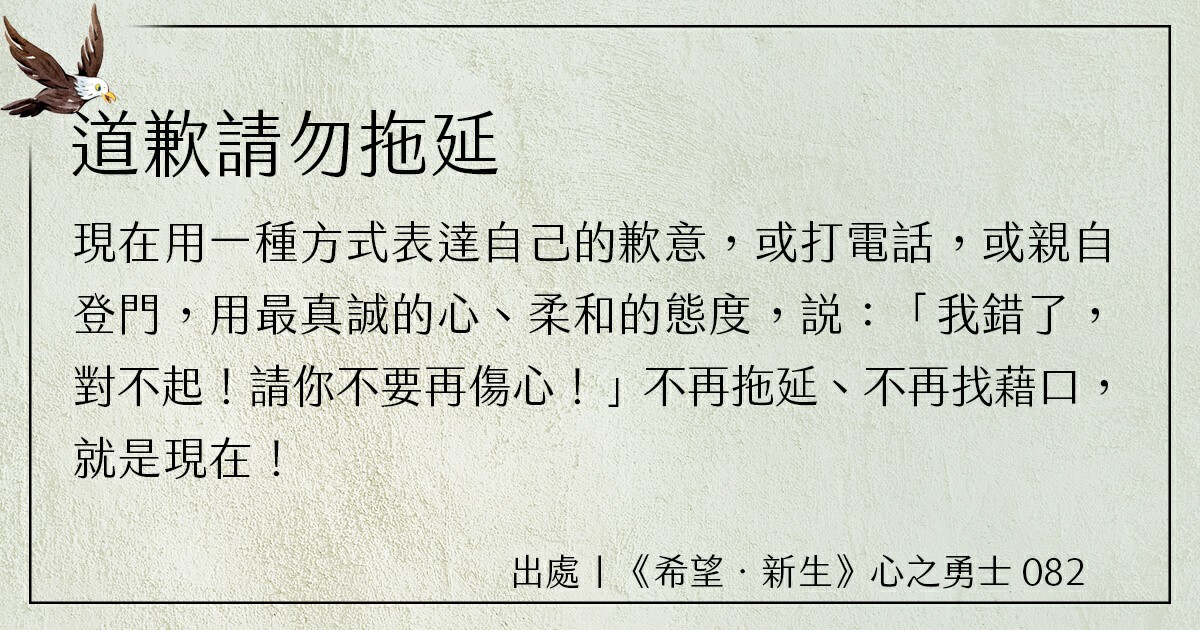 道歉請勿拖延
現在用一種方式表達自己的歉意，或打電話，或親自
登門，用最真誠的心、柔和的態度，説：「我錯了，
對不起！請你不要再傷心！」不再拖延、不再找藉口，
就是現在！
出處｜《希望．新生》心之勇士 082